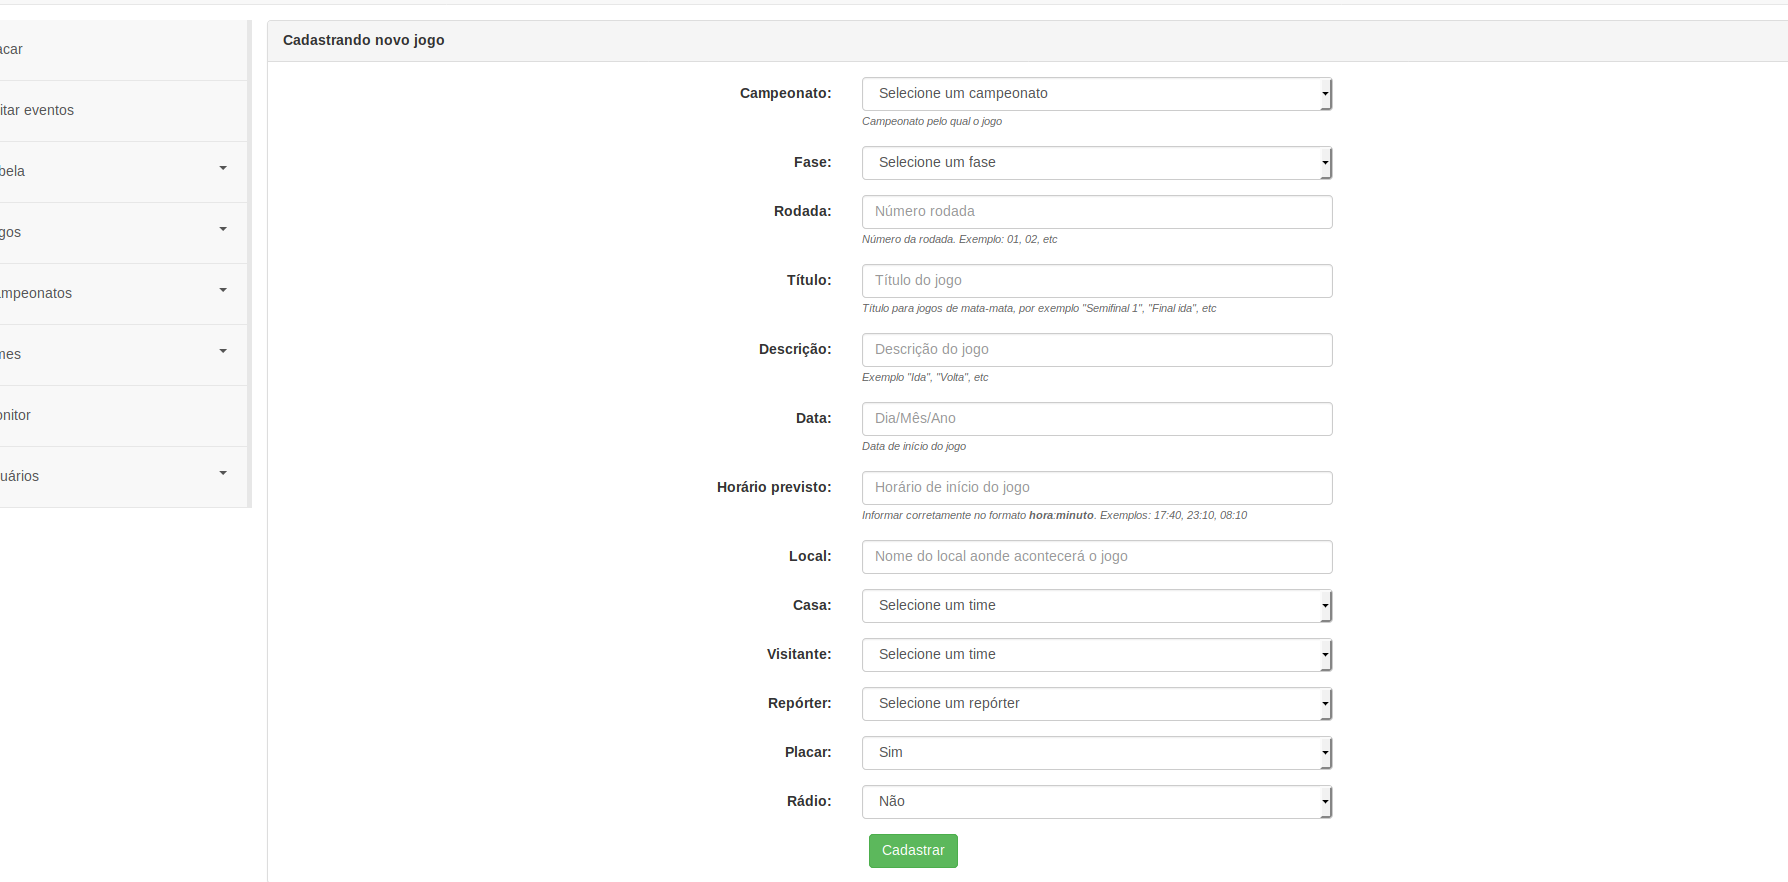 Cadastrando novo jogo
acar
itar eventos
bela
gos
mpeonatos
mes
onitor
uários
Campeonato: Selecione um campeonato
Campeonato pelo qual o jogo
Fase: Selecione um fase
Rodada: Número rodada
Número da rodada. Exemplo: 01, 02, etc
Título: Título do jogo
Título para jogos de mata-mata, por exemplo "Semifinal 1", "Final ida", etc
Descrição: Descrição do jogo
Exemplo "Ida", "Volta", etc
Data: Dia/Mês/Ano
Data de início do jogo
Horário previsto: Horário de início do jogo
Informar corretamente no formato hora:minuto. Exemplos: 17:40, 23:10, 08:10
Local: Nome do local aonde acontecerá o jogo
Casa: Selecione um time
Visitante: Selecione um time
Repórter: Selecione um repórter
Placar: Sim
Rádio: Não
Cadastrar